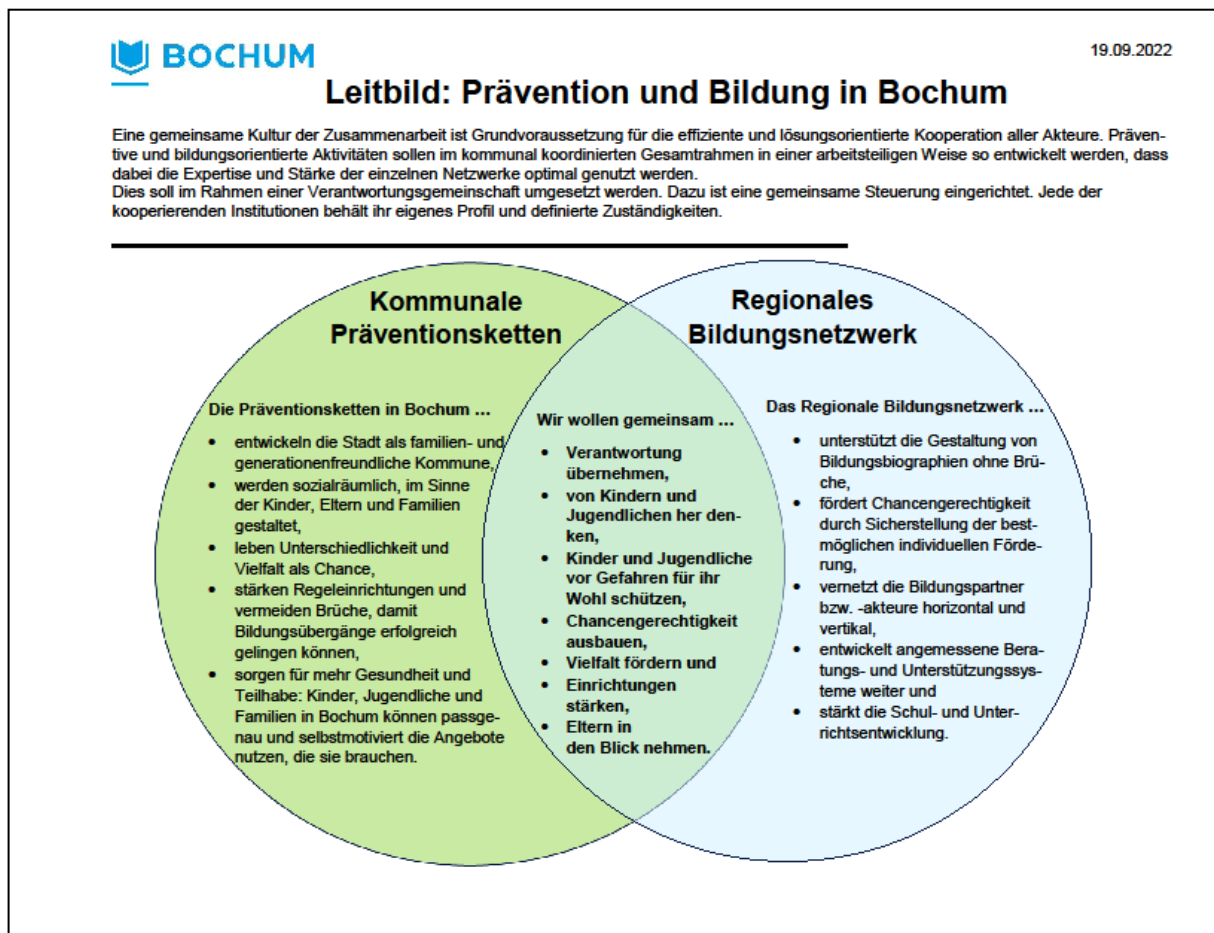 BOCHUM
19.09.2022
Leitbild: Prävention und Bildung in Bochum
Eine gemeinsame Kultur der Zusammenarbeit ist Grundvoraussetzung für die effiziente und lösungsorientierte Kooperation aller Akteure. Präven-
tive und bildungsorientierte Aktivitäten sollen im kommunal koordinierten Gesamtrahmen in einer arbeitsteiligen Weise so entwickelt werden, dass
dabei die Expertise und Stärke der einzelnen Netzwerke optimal genutzt werden.
Dies soll im Rahmen einer Verantwortungsgemeinschaft umgesetzt werden. Dazu ist eine gemeinsame Steuerung eingerichtet. Jede der
kooperierenden Institutionen behält ihr eigenes Profil und definierte Zuständigkeiten.
Kommunale
Präventionsketten
Die Präventionsketten in Bochum ...
• entwickeln die Stadt als familien- und
generationenfreundliche Kommune,
• werden sozialräumlich, im Sinne
der Kinder, Eltern und Familien
gestaltet,
• leben Unterschiedlichkeit und
Vielfalt als Chance,
• stärken Regeleinrichtungen und
vermeiden Brüche, damit
Bildungsübergänge erfolgreich
gelingen können,
• sorgen für mehr Gesundheit und
Teilhabe: Kinder, Jugendliche und
Familien in Bochum können passge-
nau und selbstmotiviert die Angebote
nutzen, die sie brauchen.
Wir wollen gemeinsam ...
• Verantwortung
übernehmen,
• von Kindern und
Jugendlichen her den-
ken,
• Kinder und Jugendliche
vor Gefahren für ihr
Wohl schützen,
• Chancengerechtigkeit
ausbauen,
• Vielfalt fördern und
• Einrichtungen
stärken,
• Eltern in
den Blick nehmen.
Regionales
Bildungsnetzwerk
Das Regionale Bildungsnetzwerk ...
• unterstützt die Gestaltung von
Bildungsbiographien ohne Brü-
che,
• fördert Chancengerechtigkeit
durch Sicherstellung der best-
möglichen individuellen Förde-
rung,
• vernetzt die Bildungspartner
bzw. -akteure horizontal und
vertikal,
• entwickelt angemessene Bera-
tungs- und Unterstützungssys-
teme weiter und
• stärkt die Schul- und Unter-
richtsentwicklung.